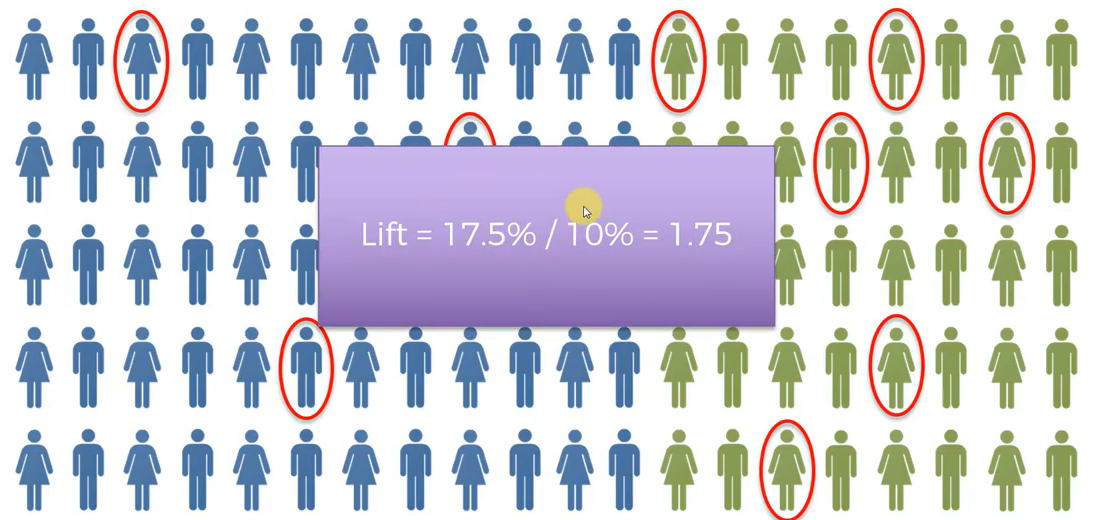 Lift = 17.5% / 10% = 1.75